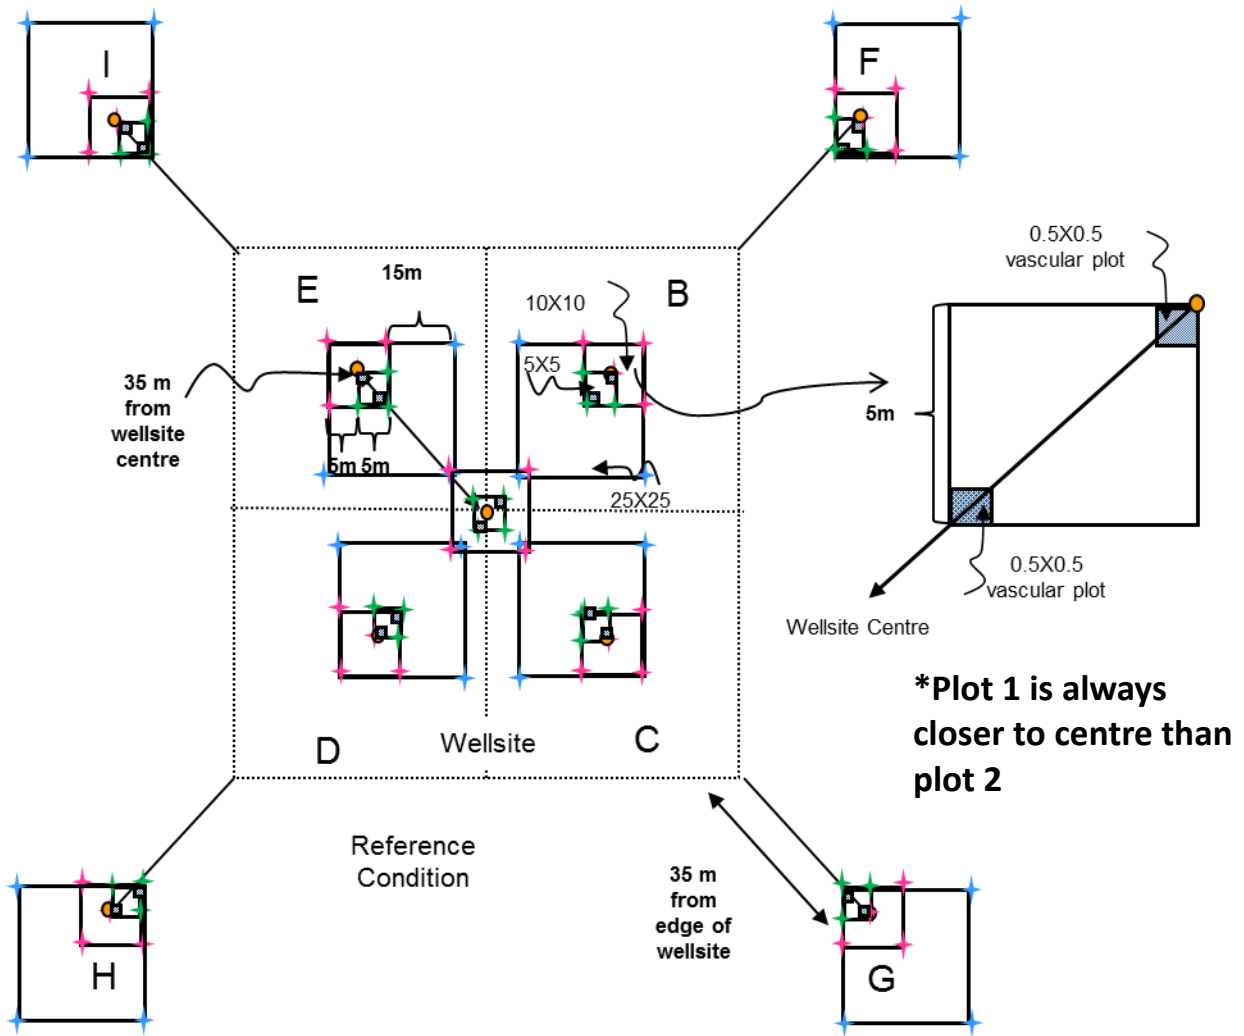 I
F
0.5X0.5
vascular plot
E
15m
B
10X10
5X5
35 m
from
wellsite
centre
5m
5m 5m
25X25
0.5X0.5
vascular plot
Wellsite Centre
*Plot 1 is always
closer to centre than
plot 2
D
Wellsite
C
Reference
Condition
35 m
from
edge of
wellsite
H
G